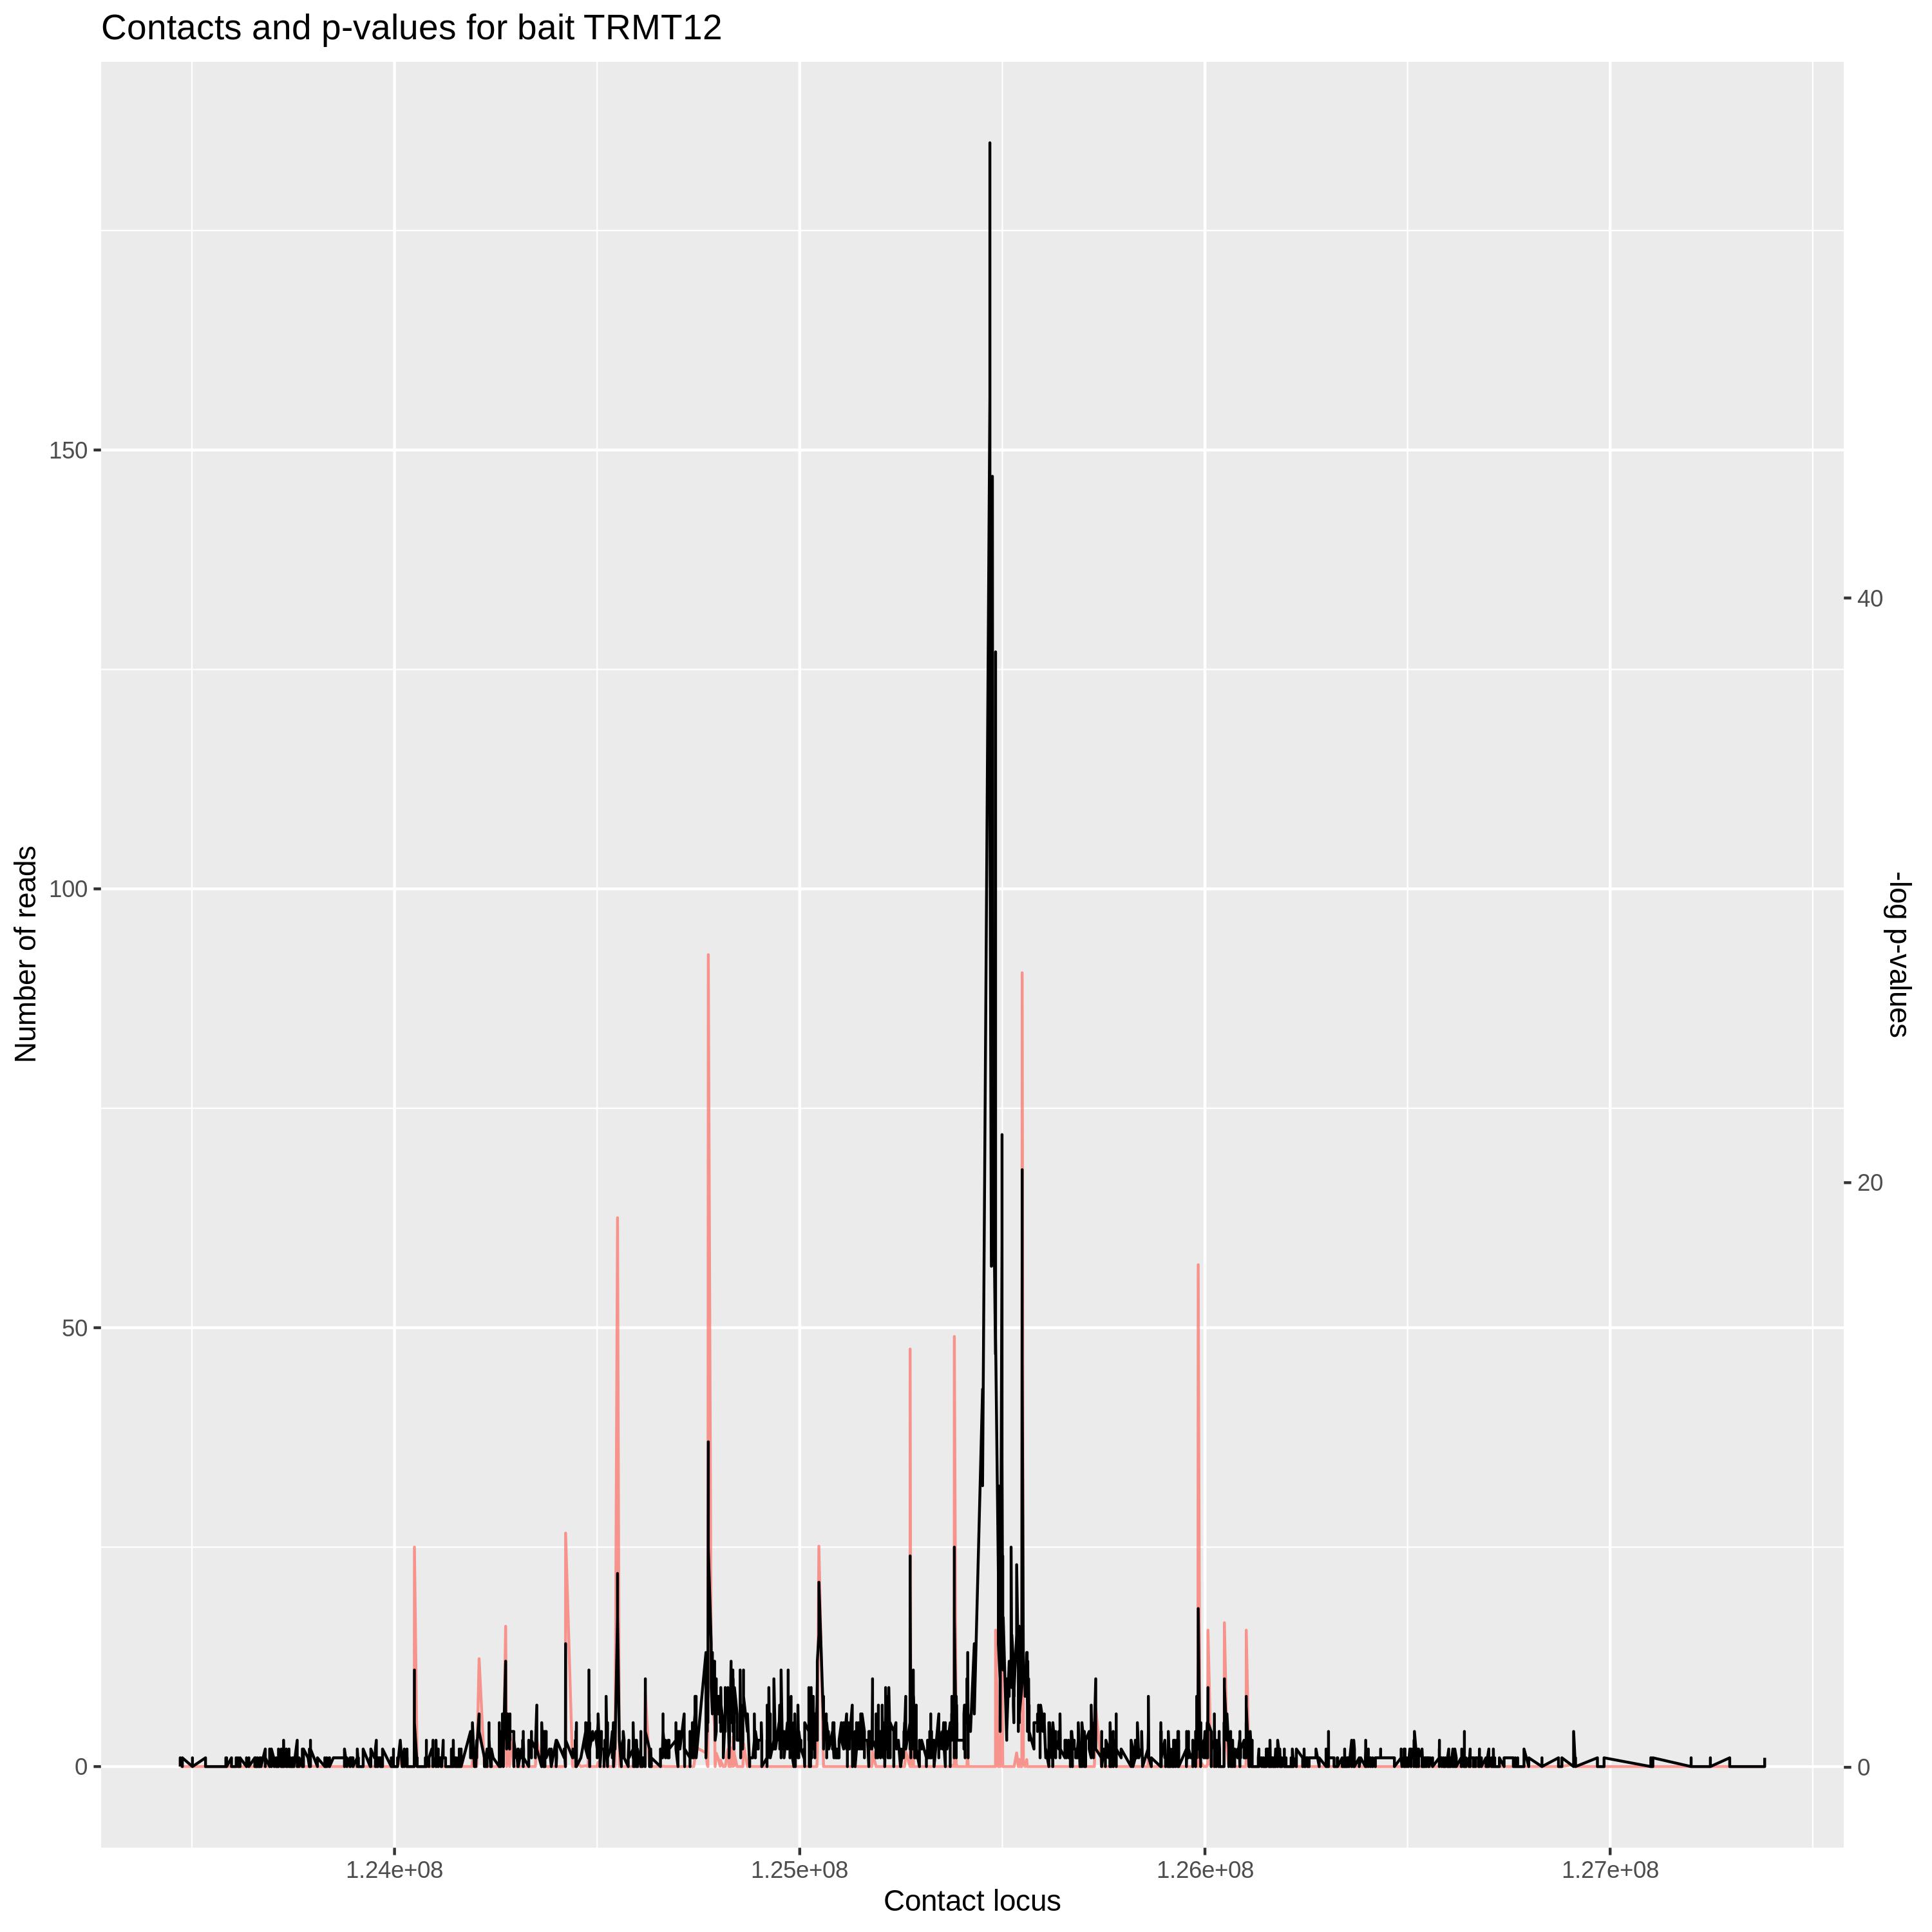 Contacts and p-values for bait TRMT12
150
100
50
0
Number of reads
40
20
0
-log p-values
1.24e+08
1.25e+08
1.26e+08
1.27e+08
Contact locus